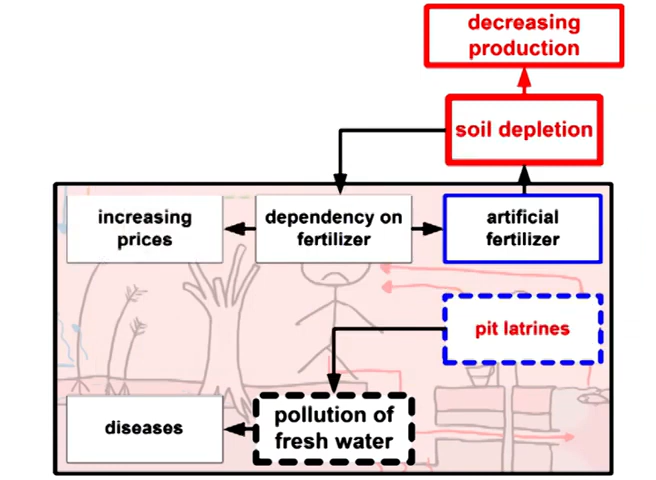 decreasing
production
soil depletion
increasing
prices
dependency on
fertilizer
artificial
fertilizer
pit latrines
diseases
pollution of
fresh water